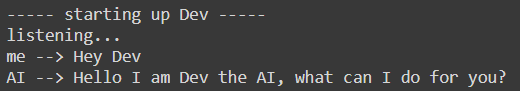 ----- starting up Dev -----
listening...
me --> Hey Dev
AI --> Hello I am Dev the AI, what can I do for you?